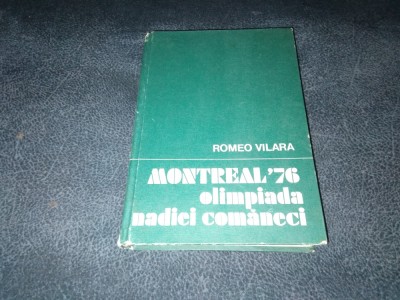 ROMEO VILARA
MONTREAL'76
olimpiada
nadiei comăneci